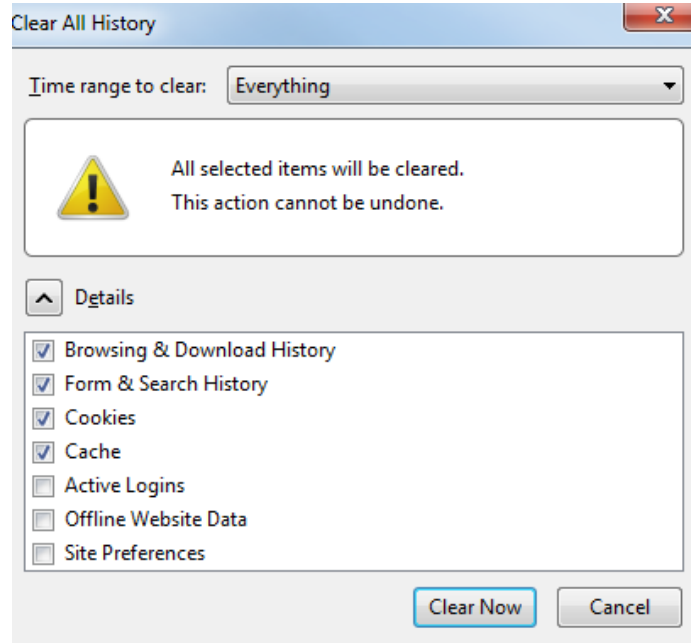 Clear All History
Time range to clear: Everything
All selected items will be cleared.
This action cannot be undone.
Details
Browsing & Download History
Form & Search History
Cookies
Cache
Active Logins
Offline Website Data
Site Preferences
Clear Now Cancel